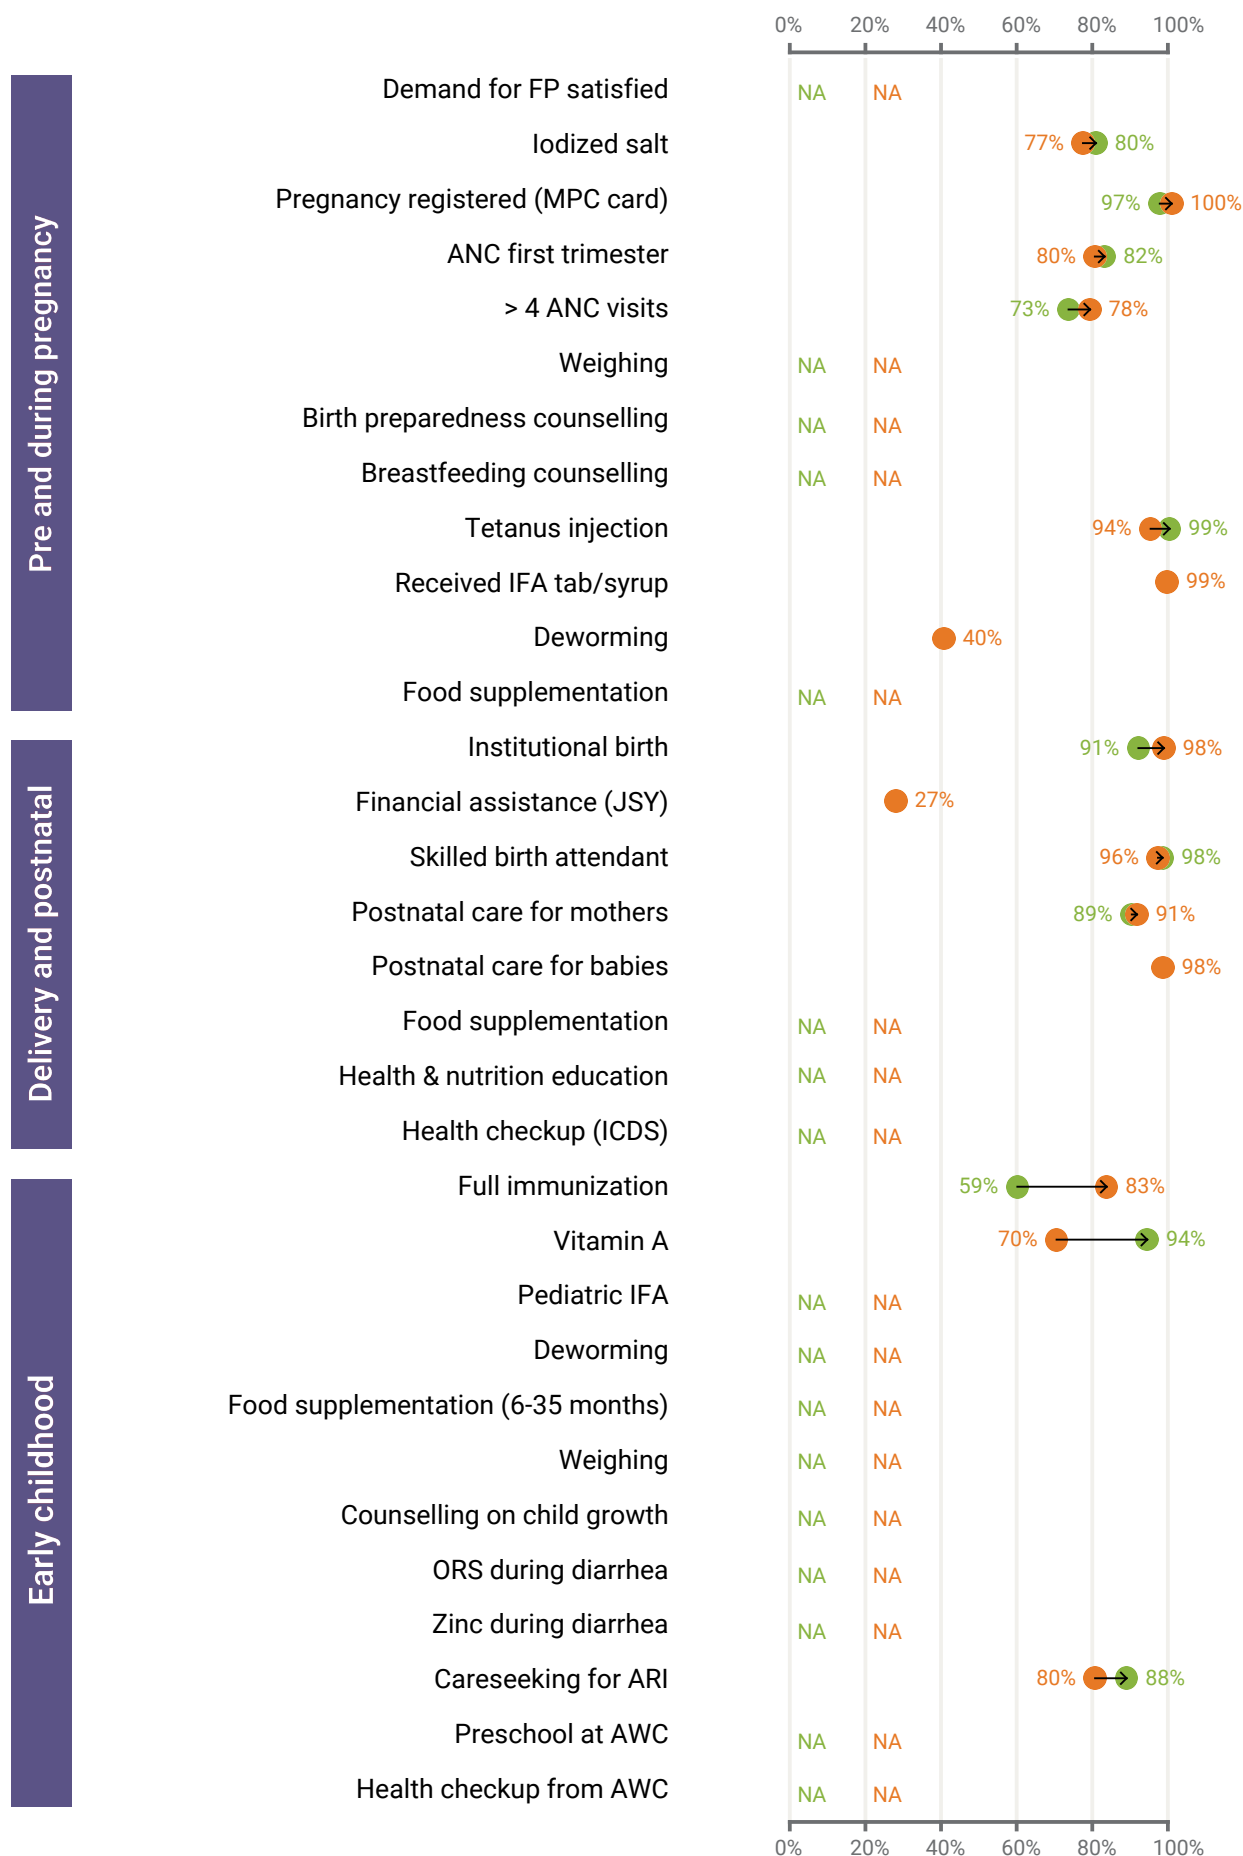 0% 20% 40% 60% 80% 100%
Pre and during pregnancy
Demand for FP satisfied NA NA
Iodized salt 77% 80%
Pregnancy registered (MPC card) 97% 100%
ANC first trimester 80% 82%
> 4 ANC visits 73% 78%
Weighing NA NA
Birth preparedness counselling NA NA
Breastfeeding counselling NA NA
Tetanus injection 94% 99%
Received IFA tab/syrup 99%
Deworming 40%
Food supplementation NA NA
Delivery and postnatal
Institutional birth 91% 98%
Financial assistance (JSY) 27%
Skilled birth attendant 96% 98%
Postnatal care for mothers 89% 91%
Postnatal care for babies 98%
Food supplementation NA NA
Health & nutrition education NA NA
Health checkup (ICDS) NA NA
Early childhood
Full immunization 59% 83%
Vitamin A 70% 94%
Pediatric IFA NA NA
Deworming NA NA
Food supplementation (6-35 months) NA NA
Weighing NA NA
Counselling on child growth NA NA
ORS during diarrhea NA NA
Zinc during diarrhea NA NA
Careseeking for ARI 80% 88%
Preschool at AWC NA NA
Health checkup from AWC NA NA
0% 20% 40% 60% 80% 100%